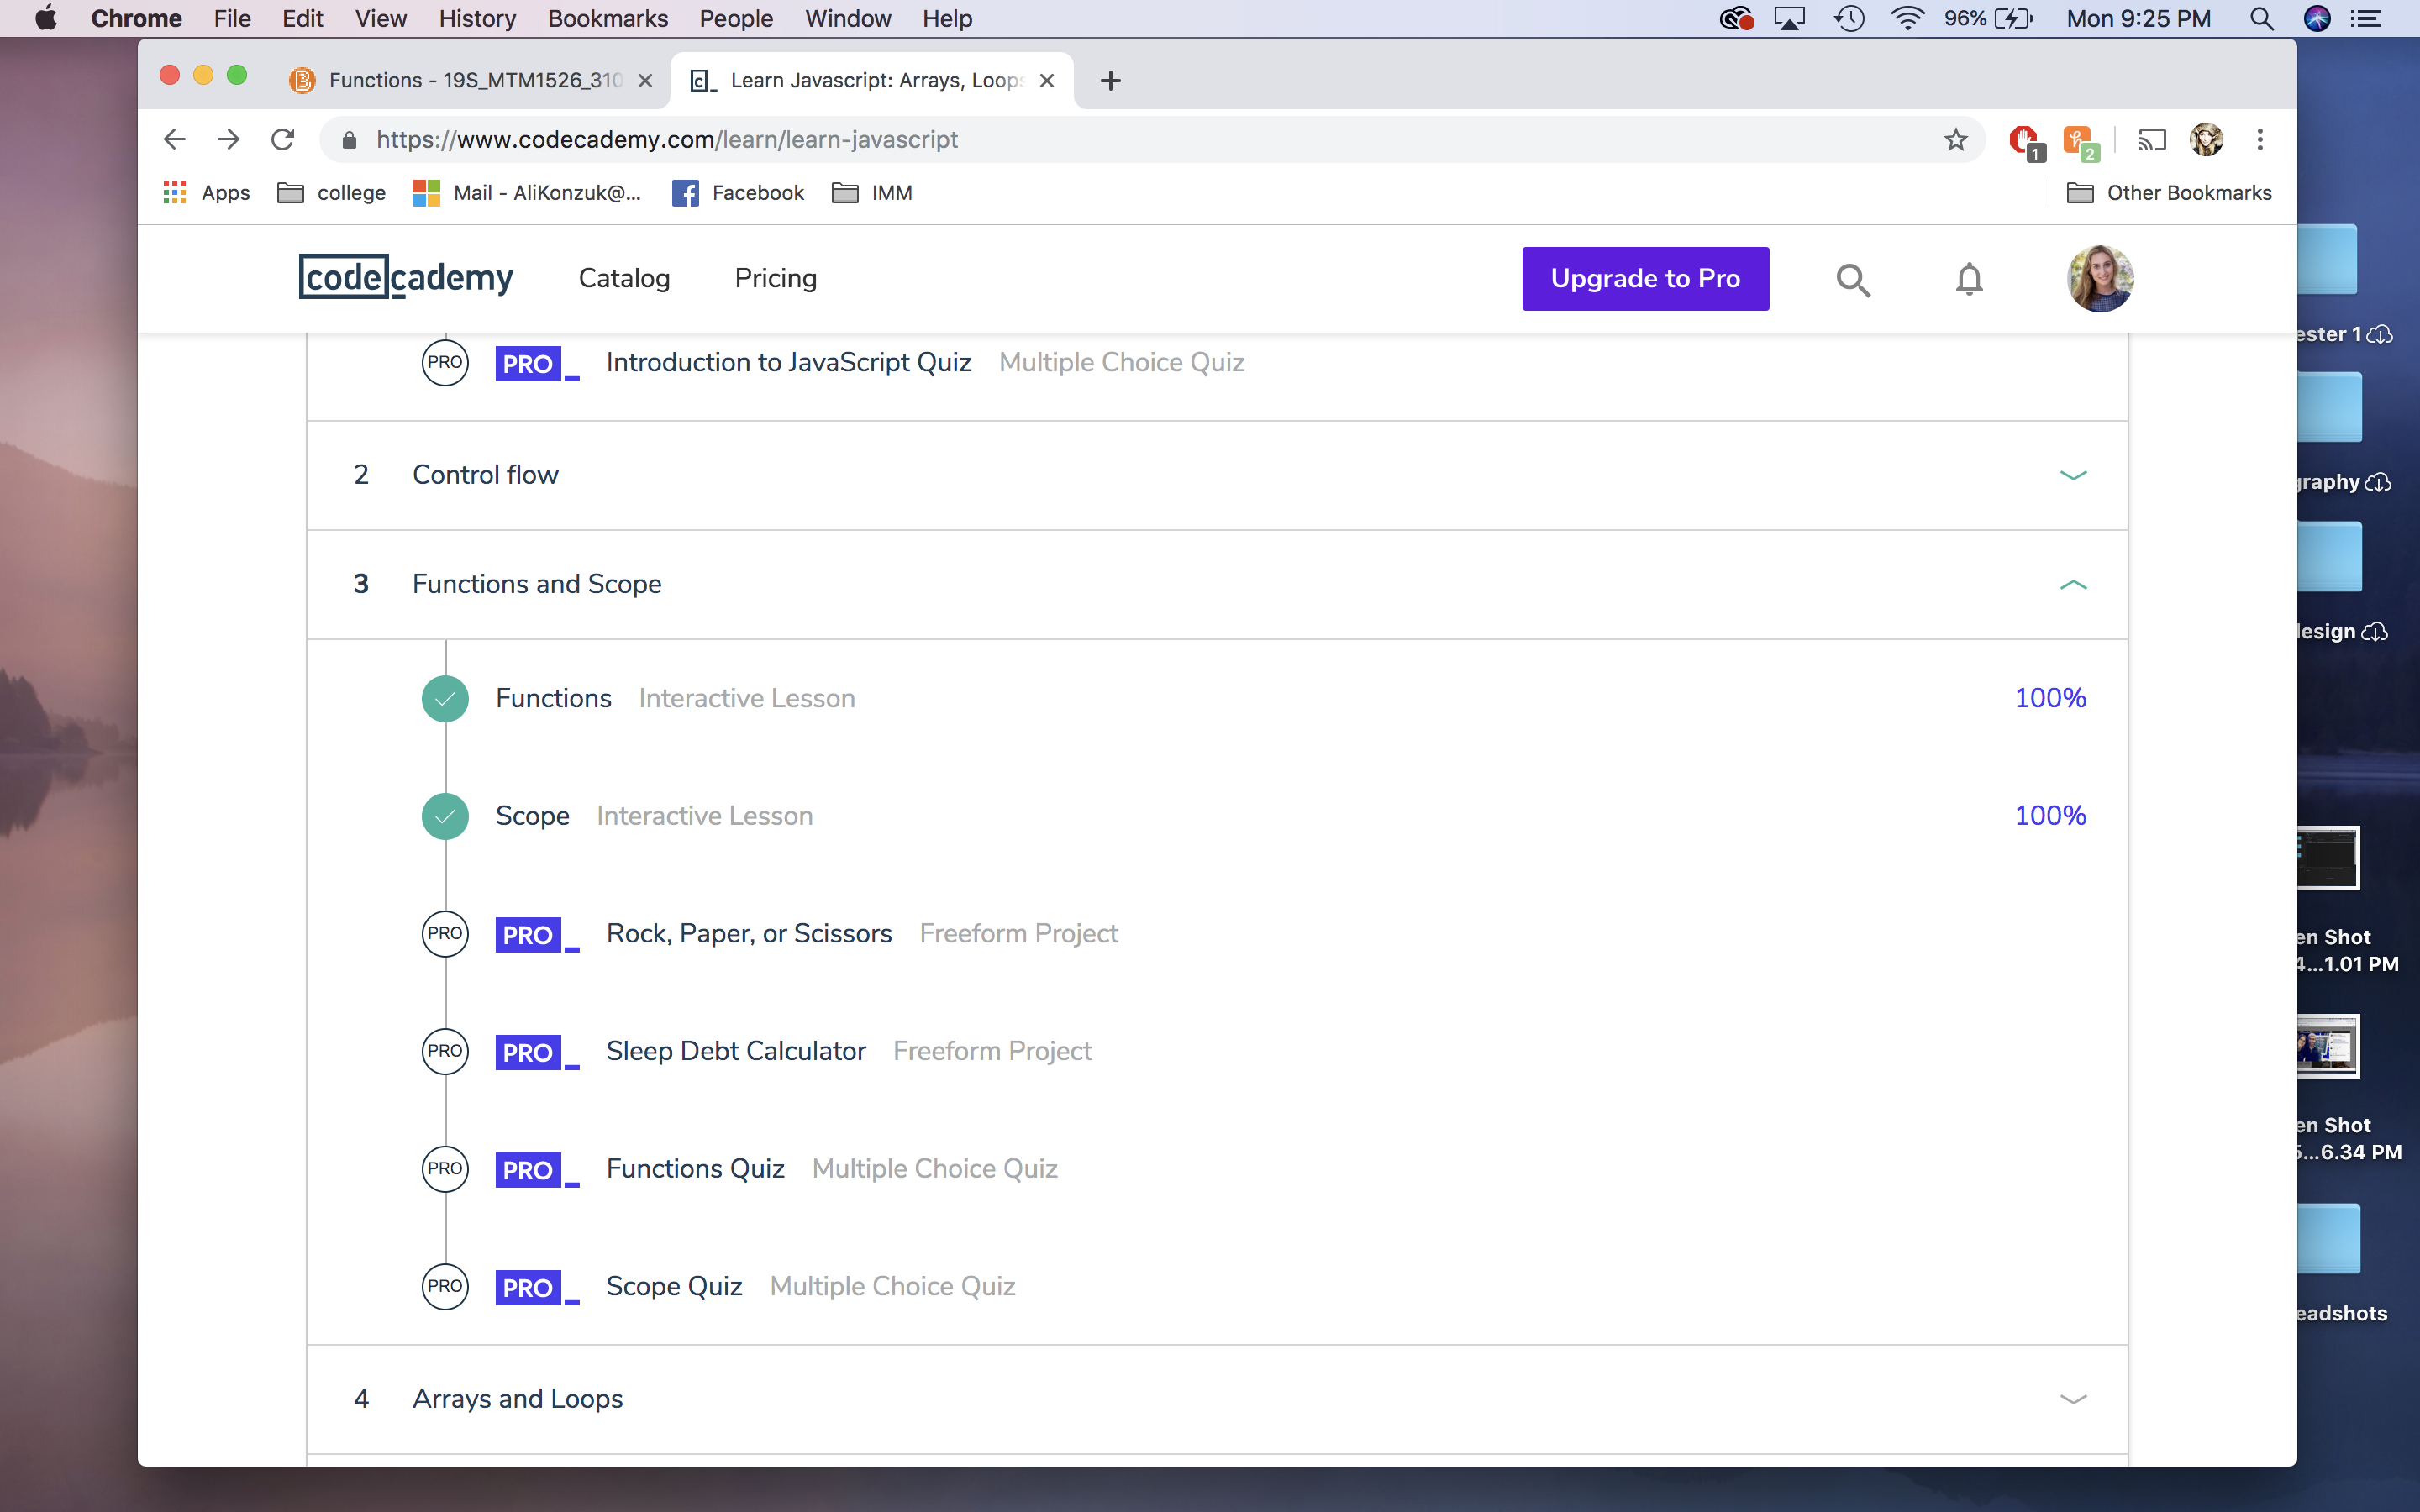 Chrome File Edit View History Bookmarks People Window Help 96% Mon 9:25 PM
Functions - 19S_MTM1526_310 Learn Javascript: Arrays, Loops
https://www.codecademy.com/learn/learn-javascript 1 2
Apps college Mail - AliKonzuk@... Facebook IMM Other Bookmarks
codecademy Catalog Pricing Upgrade to Pro
ester 1
PRO PRO Introduction to JavaScript Quiz Multiple Choice Quiz
2 Control flow
graphy
3 Functions and Scope
design
Functions Interactive Lesson 100%
Scope Interactive Lesson 100%
PRO PRO Rock, Paper, or Scissors Freeform Project
en Shot
4...1.01 PM
PRO PRO Sleep Debt Calculator Freeform Project
en Shot
5...6.34 PM
PRO PRO Functions Quiz Multiple Choice Quiz
PRO PRO Scope Quiz Multiple Choice Quiz
eadshots
4 Arrays and Loops